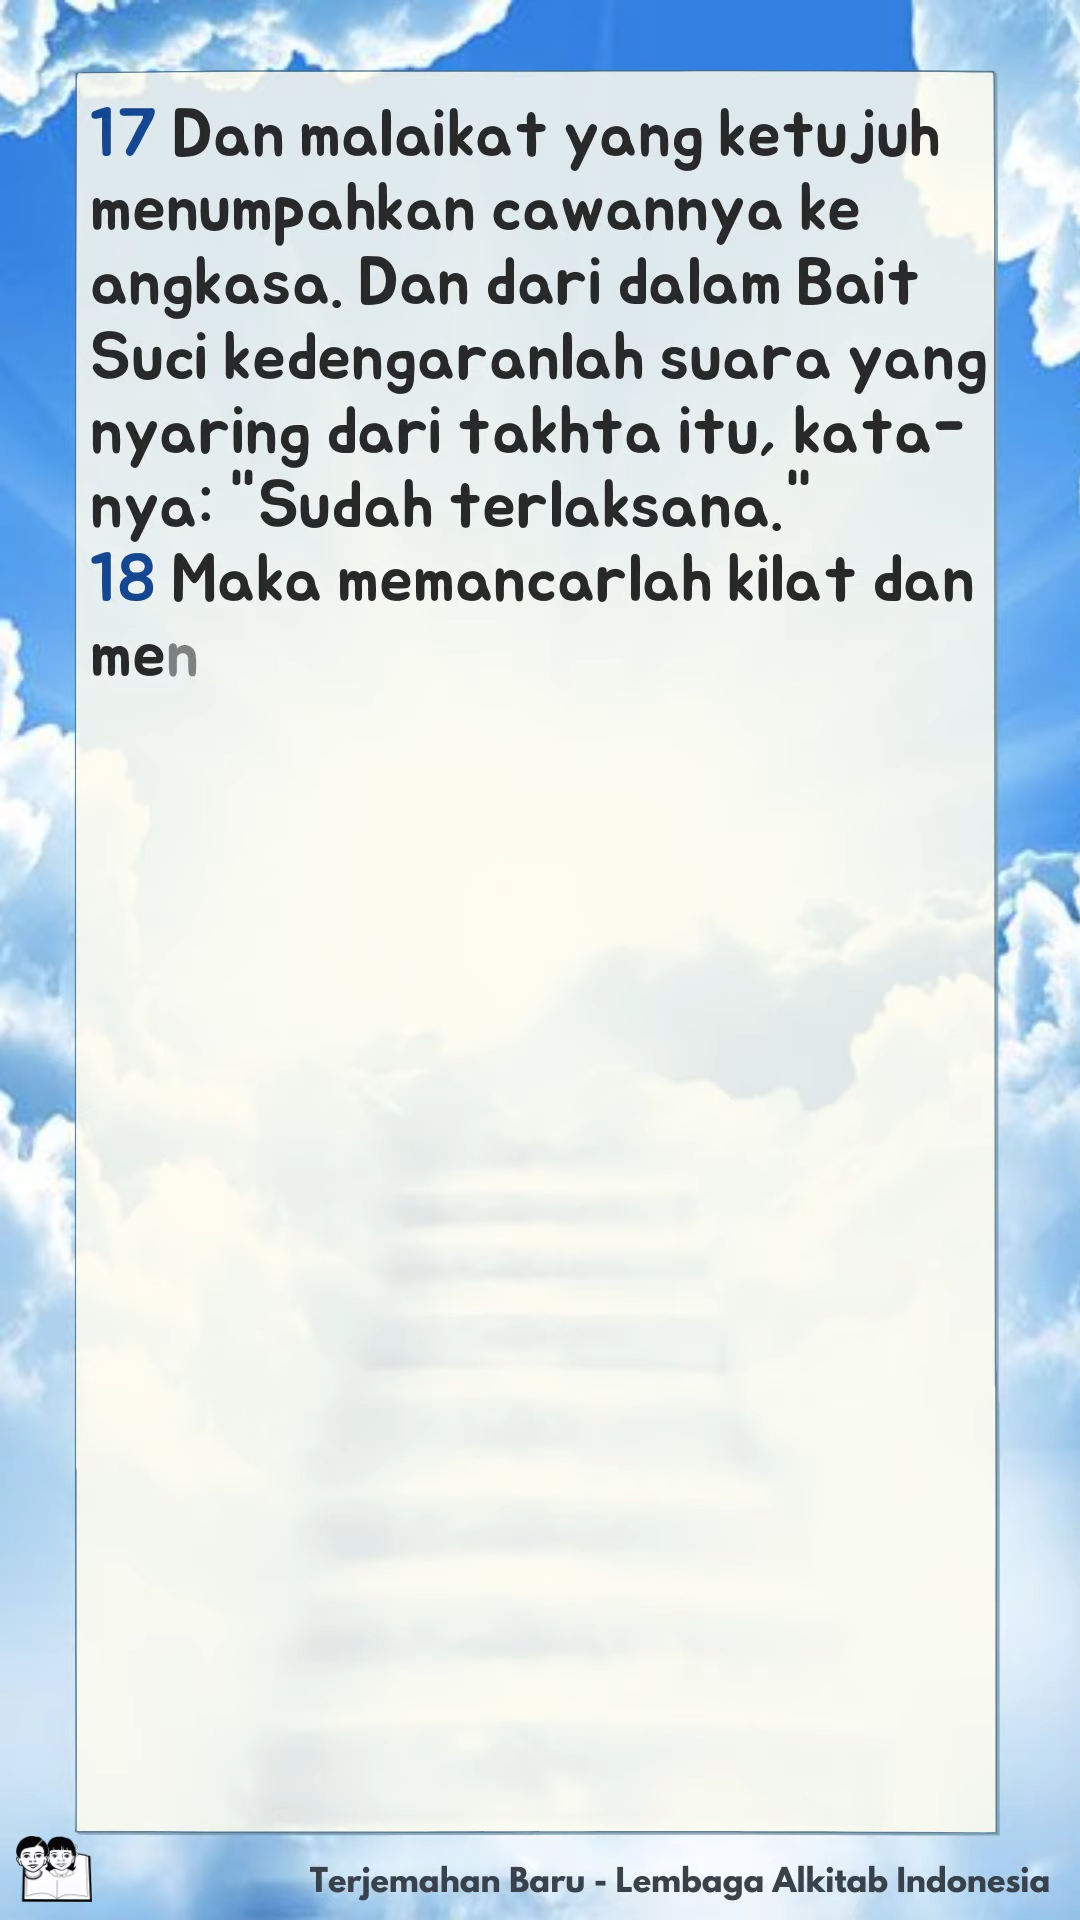 17 Dan malaikat yang ketujuh
menumpahkan cawannya ke
angkasa. Dan dari dalam Bait
Suci kedengaranlah suara yang
nyaring dari takhta itu, kata-
nya: "Sudah terlaksana."
18 Maka memancarlah kilat dan
men
Terjemahan Baru - Lembaga Alkitab Indonesia